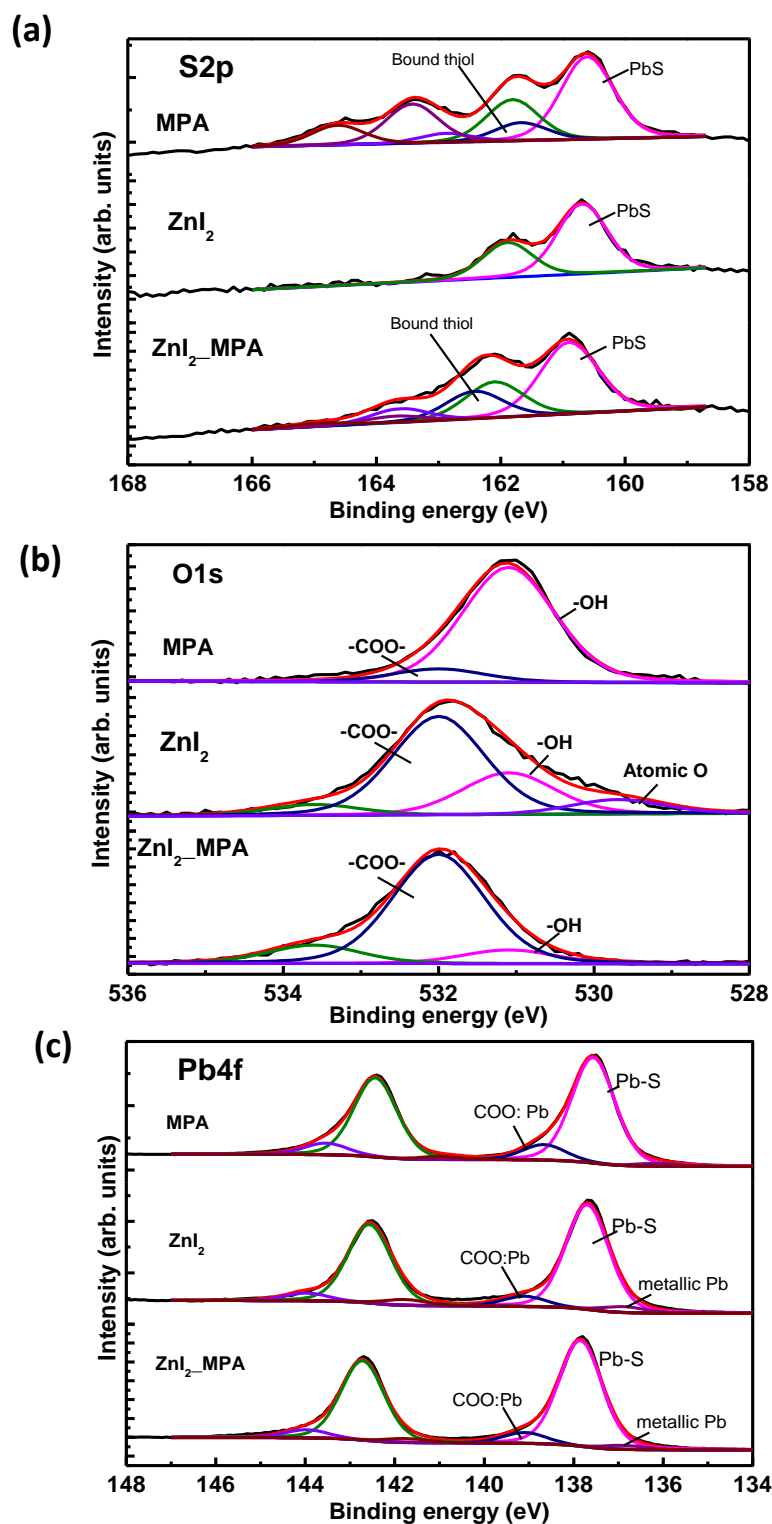 (a)
S2p
MPA
Bound thiol
PbS
ZnI₂
PbS
ZnI₂_MPA
Bound thiol
PbS
Intensity (arb. units)
168 166 164 162 160 158
Binding energy (eV)
(b)
O1s
MPA
-COO-
-OH
ZnI₂
-COO-
-OH
Atomic O
ZnI₂_MPA
-COO-
-OH
Intensity (arb. units)
536 534 532 530 528
Binding energy (eV)
(c)
Pb4f
MPA
COO: Pb
Pb-S
ZnI₂
COO:Pb
Pb-S
metallic Pb
ZnI₂_MPA
COO:Pb
Pb-S
metallic Pb
Intensity (arb. units)
148 146 144 142 140 138 136 134
Binding energy (eV)